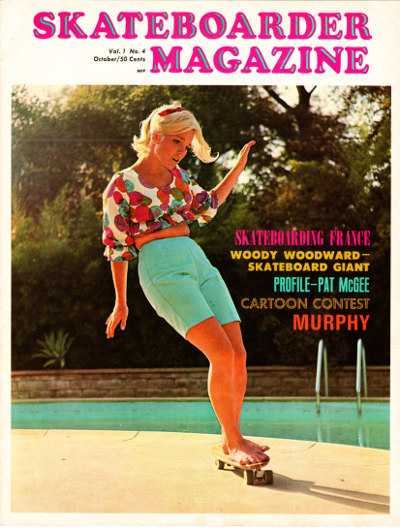 SKATEBOARDER
MAGAZINE
Vol. 1 No. 4
October/50 Cents
SKATEBOARDING FRANCE
WOODY WOODWARD—
SKATEBOARD GIANT
PROFILE—PAT McGEE
CARTOON CONTEST
MURPHY